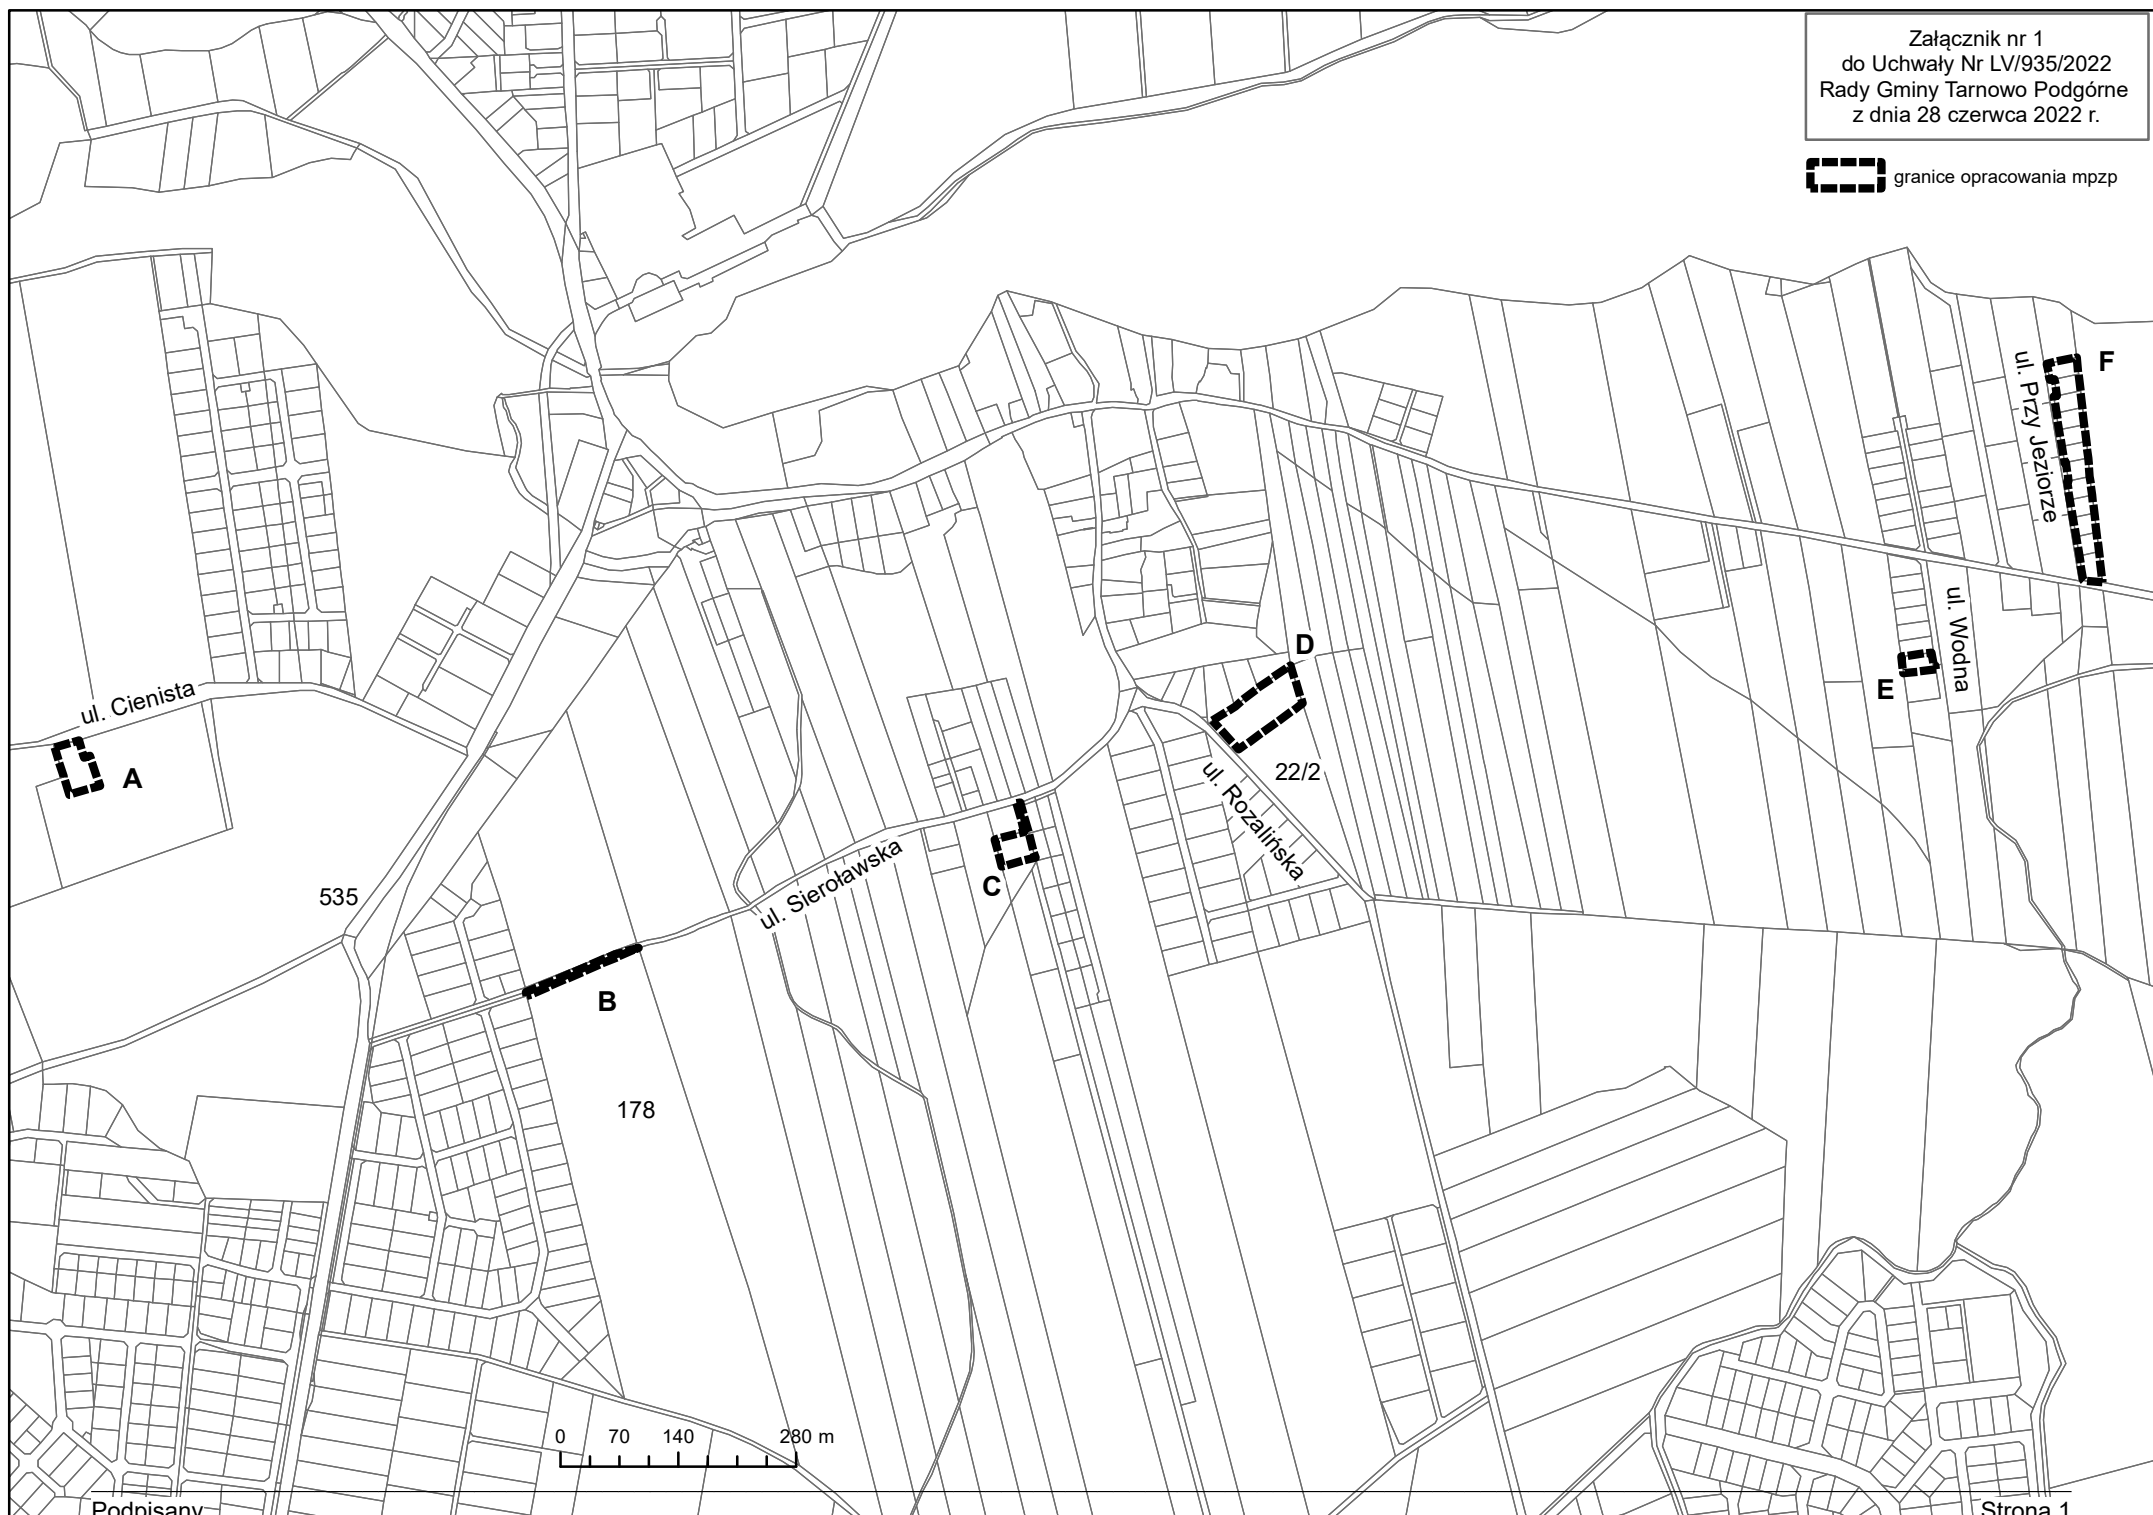 Załącznik nr 1
do Uchwały Nr LV/935/2022
Rady Gminy Tarnowo Podgórne
z dnia 28 czerwca 2022 r.
granice opracowania mpzp
F
ul. Przy Jeziorze
ul. Wodna
E
D
22/2
ul. Rozalińska
ul. Cienista
A
C
ul. Sierosławska
535
B
178
0 70 140 280 m
Podpisany
Strona 1